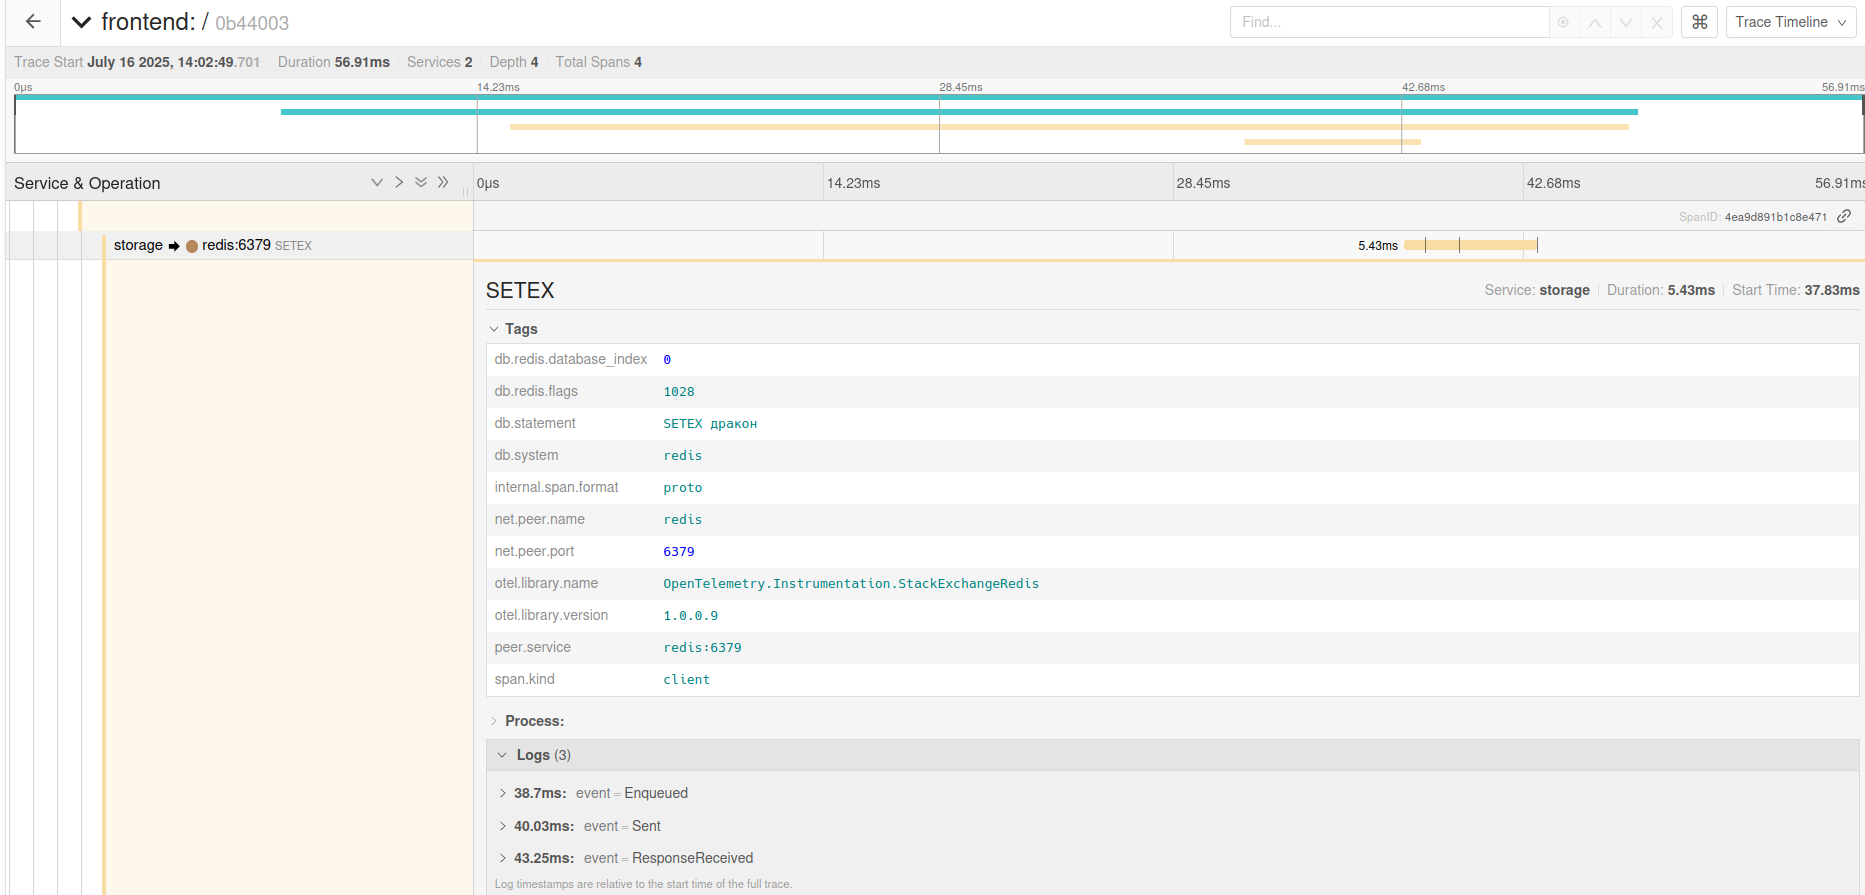 frontend: / 0b44003
Find...
⌘
Trace Timeline
Trace Start July 16 2025, 14:02:49.701 Duration 56.91ms Services 2 Depth 4 Total Spans 4
0μs 14.23ms 28.45ms 42.68ms 56.91ms
Service & Operation 0μs 14.23ms 28.45ms 42.68ms 56.91ms
SpanID: 4ea9d891b1c8e471
storage redis:6379 SETEX 5.43ms
SETEX Service: storage Duration: 5.43ms Start Time: 37.83ms
Tags
db.redis.database_index 0
db.redis.flags 1028
db.statement SETEX дракон
db.system redis
internal.span.format proto
net.peer.name redis
net.peer.port 6379
otel.library.name OpenTelemetry.Instrumentation.StackExchangeRedis
otel.library.version 1.0.0.9
peer.service redis:6379
span.kind client
Process:
Logs (3)
38.7ms: event = Enqueued
40.03ms: event = Sent
43.25ms: event = ResponseReceived
Log timestamps are relative to the start time of the full trace.